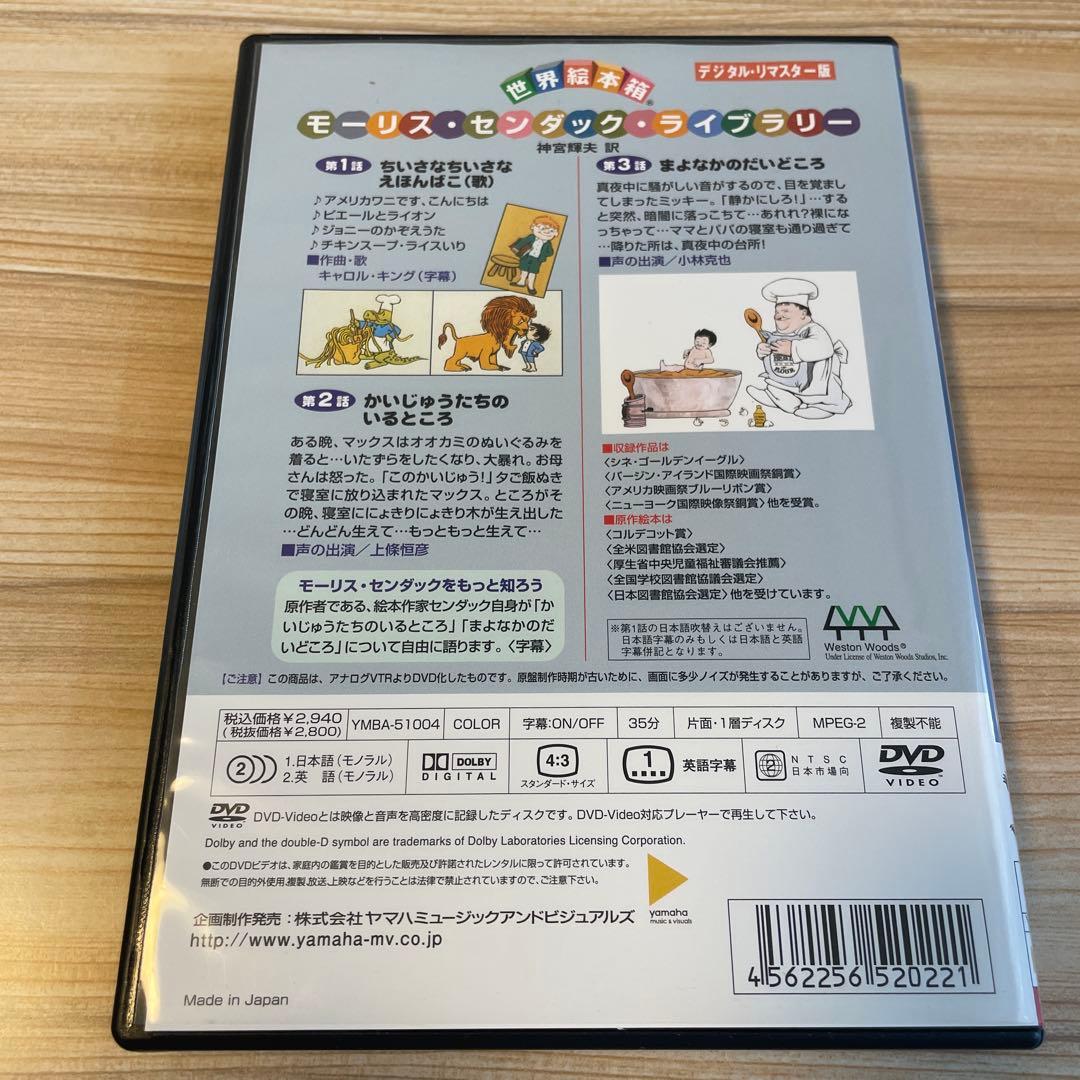 世界絵本箱®
デジタル・リマスター版
モーリス・センダック・ライブラリー
神宮輝夫 訳
第1話 ちいさなちいさな
えほんばこ（歌）
♪アメリカワニです、こんにちは
♪ピエールとライオン
♪ジョニーのかぞえうた
♪チキンスープ・ライスいり
■作曲・歌
キャロル・キング（字幕）
第2話 かいじゅうたちの
いるところ
ある晩、マックスはオオカミのぬいぐるみを
着ると…いたずらをしたくなり、大暴れ。お母
さんは怒った。「このかいじゅう!」夕ご飯ぬき
で寝室に放り込まれたマックス。ところがそ
の晩、寝室ににょきりにょきり木が生え出した
…どんどん生えて…もっともっと生えて…
■声の出演／上條恒彦
モーリス・センダックをもっと知ろう
原作者である、絵本作家センダック自身が「か
いじゅうたちのいるところ」「まよなかのだ
いどころ」について自由に語ります。〈字幕〉
第3話 まよなかのだいどころ
真夜中に騒がしい音がするので、目を覚まし
てしまったミッキー。「静かにしろ!」…する
と突然、暗闇に落っこちて…あれれ?裸にな
っちゃって…ママとパパの寝室も通り過ぎて
…降りた所は、真夜中の台所!
■声の出演／小林克也
■収録作品は
〈シネ・ゴールデンイーグル〉
〈バージン・アイランド国際映画祭銅賞〉
〈アメリカ映画祭ブルーリボン賞〉
〈ニューヨーク国際映像祭銅賞〉他を受賞。
■原作絵本は
〈コルデコット賞〉
〈全米図書館協会選定〉
〈厚生省中央児童福祉審議会推薦〉
〈全国学校図書館協議会選定〉
〈日本図書館協会選定〉他を受けています。
※第1話の日本語吹替えはございません。
日本語字幕のみもしくは日本語と英語
字幕併記となります。
Weston Woods®
Under License of Weston Woods Studios, Inc.
【ご注意】この商品は、アナログVTRよりDVD化したものです。原盤制作時期が古いために、画面に多少ノイズが発生することがありますが、ご了承ください。
税込価格￥2,940
（税抜価格￥2,800）
YMBA-51004
COLOR
字幕：ON/OFF
35分
片面・1層ディスク
MPEG-2
複製不能
2
1.日本語（モノラル）
2.英 語（モノラル）
DOLBY
DIGITAL
4:3
スタンダード・サイズ
1
英語字幕
2
NTSC
日本市場向
DVD
VIDEO
DVD
VIDEO
DVD-Videoとは映像と音声を高密度に記録したディスクです。DVD-Video対応プレーヤーで再生して下さい。
Dolby and the double-D symbol are trademarks of Dolby Laboratories Licensing Corporation.
●このDVDビデオは、家庭内の鑑賞を目的とした販売及び許諾されたレンタルに限って許可されています。
無断での目的外使用,複製,放送,上映などを行うことは法律で禁止されていますので、ご注意下さい。
yamaha
music & visuals
企画制作発売：株式会社ヤマハミュージックアンドビジュアルズ
http://www.yamaha-mv.co.jp
4562256520221
Made in Japan